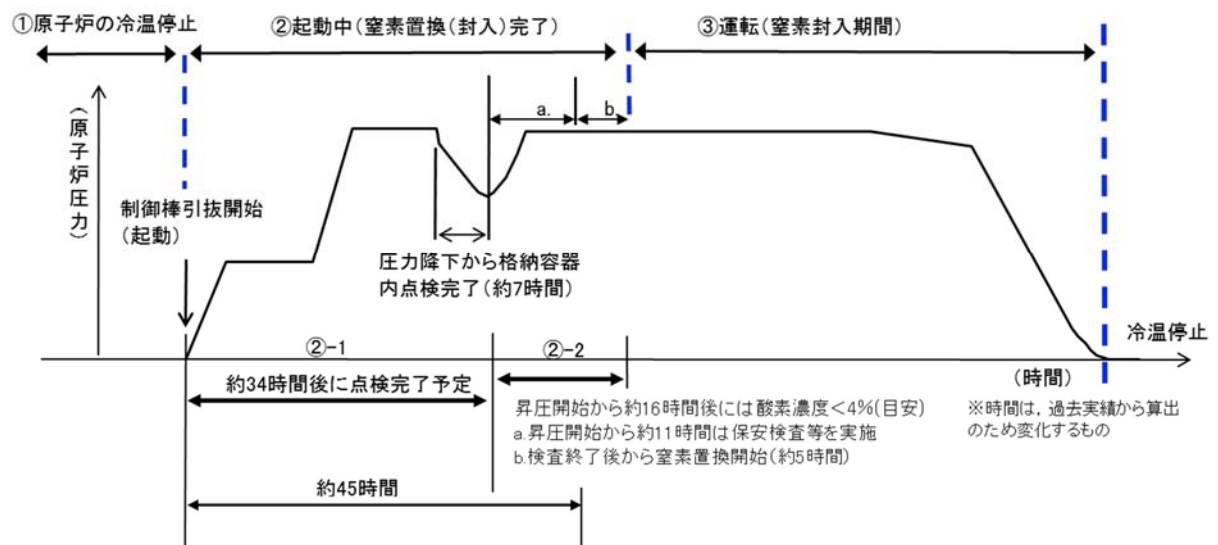 ①原子炉の冷温停止
②起動中(窒素置換(封入)完了)
③運転(窒素封入期間)
a.
b.
(原子炉圧力)
制御棒引抜開始
(起動)
圧力降下から格納容器
内点検完了(約7時間)
冷温停止
②-1
②-2
(時間)
約34時間後に点検完了予定
昇圧開始から約16時間後には酸素濃度<4%(目安)
a.昇圧開始から約11時間は保安検査等を実施
b.検査終了後から窒素置換開始(約5時間)
※時間は，過去実績から算出
のため変化するもの
約45時間